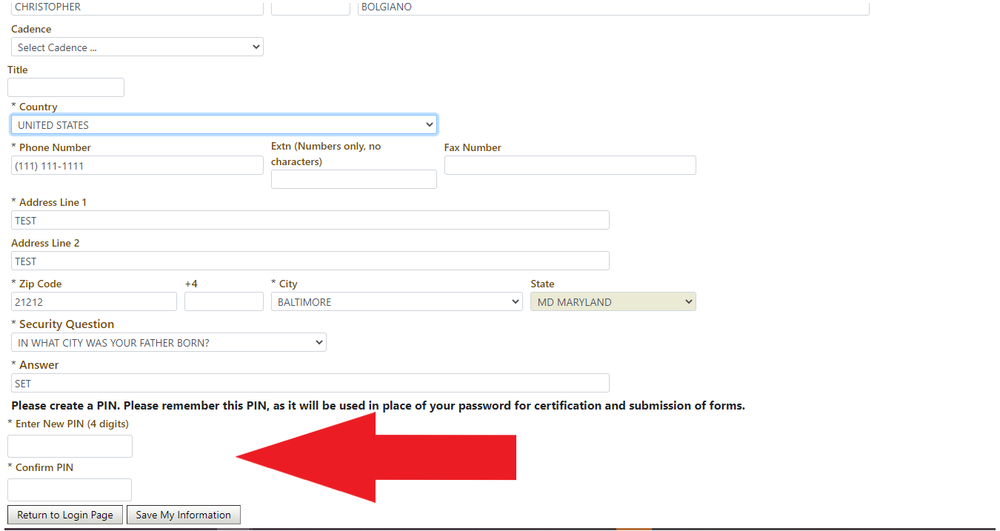 CHRISTOPHER BOLGIANO
Cadence
Select Cadence ...
Title
* Country
UNITED STATES
* Phone Number Extn (Numbers only, no characters) Fax Number
(111) 111-1111
* Address Line 1
TEST
Address Line 2
TEST
* Zip Code +4 * City State
21212 BALTIMORE MD MARYLAND
* Security Question
IN WHAT CITY WAS YOUR FATHER BORN?
* Answer
SET
Please create a PIN. Please remember this PIN, as it will be used in place of your password for certification and submission of forms.
* Enter New PIN (4 digits)
* Confirm PIN
Return to Login Page Save My Information